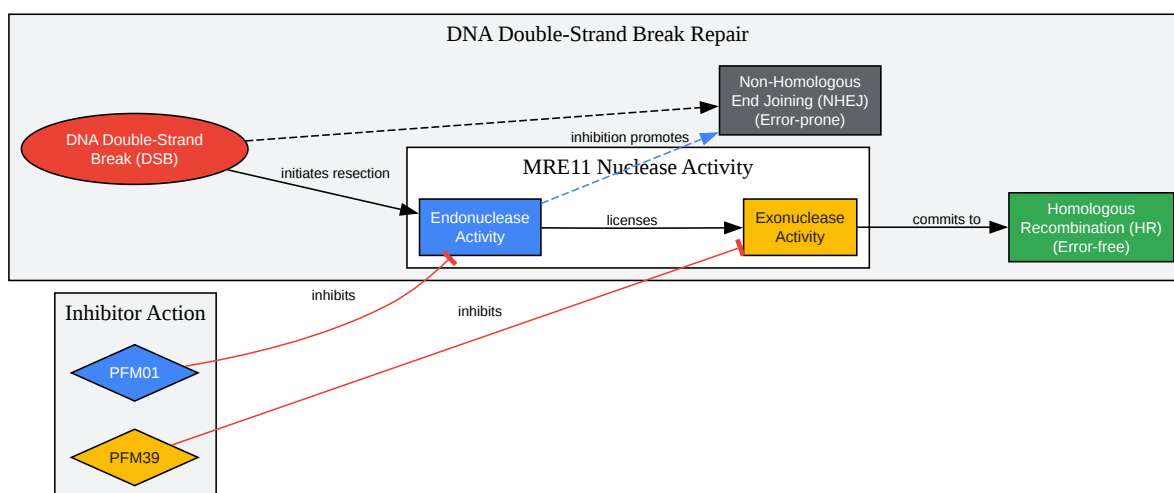 DNA Double-Strand Break Repair
Non-Homologous
End Joining (NHEJ)
(Error-prone)
DNA Double-Strand
Break (DSB)
inhibition promotes
initiates resection
MRE11 Nuclease Activity
Endonuclease
Activity
licenses
Exonuclease
Activity
commits to
Homologous
Recombination (HR)
(Error-free)
inhibits
inhibits
Inhibitor Action
PFM01
PFM39